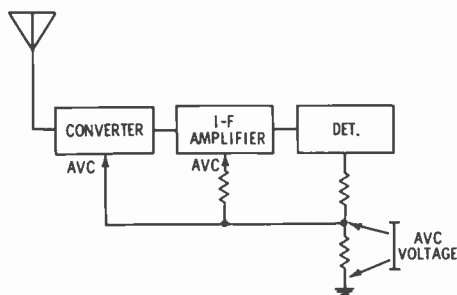 CONVERTER
I-F
AMPLIFIER
DET.
AVC
AVC
AVC
VOLTAGE